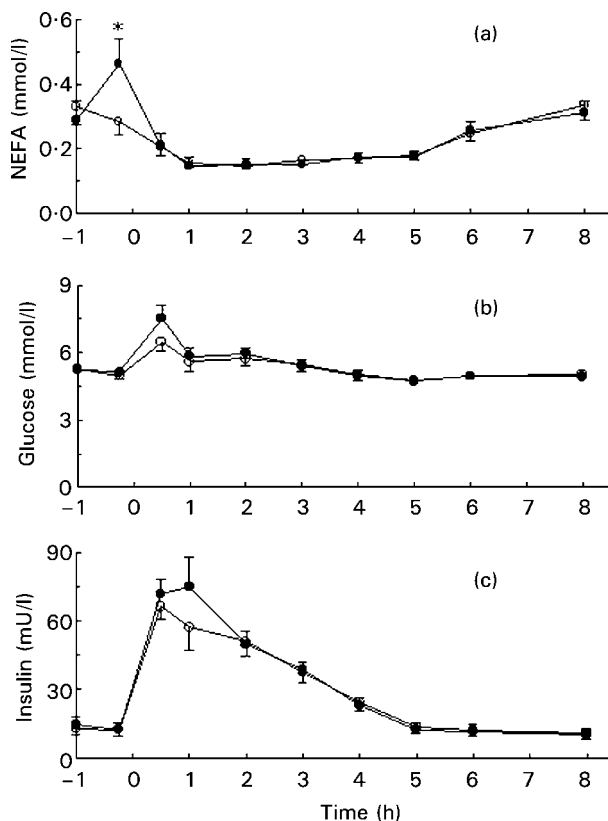 0·6
*
(a)
NEFA (mmol/l)
0·4
0·2
0·0
−1 0 1 2 3 4 5 6 7 8
9
(b)
Glucose (mmol/l)
6
3
0
−1 0 1 2 3 4 5 6 7 8
90
(c)
Insulin (mU/l)
60
30
0
−1 0 1 2 3 4 5 6 7 8
Time (h)